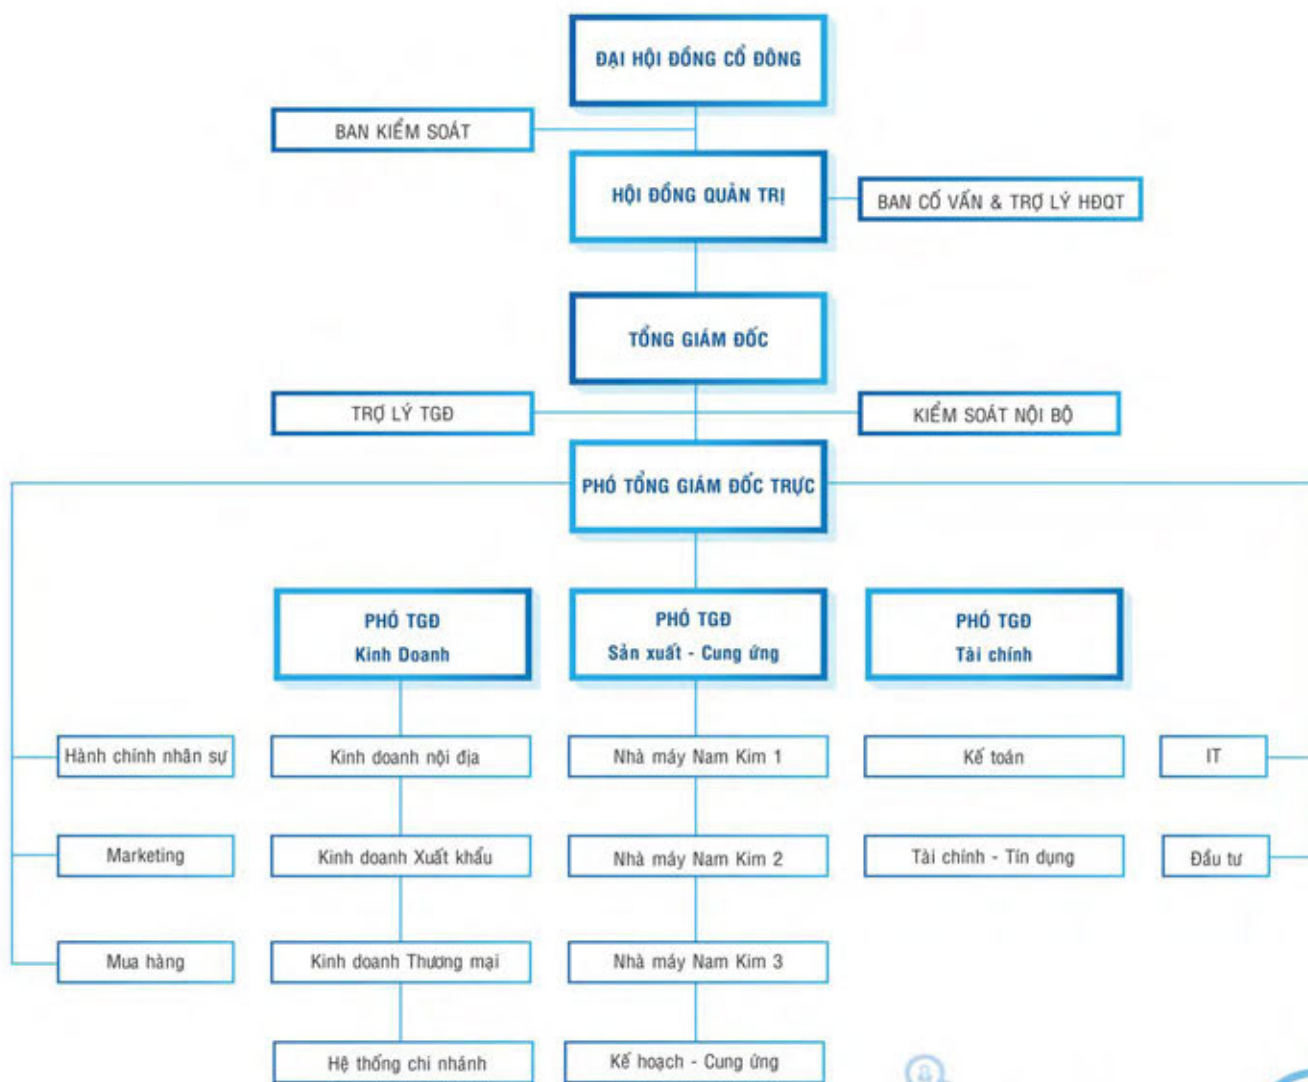 ĐẠI HỘI ĐỒNG CỔ ĐÔNG
BAN KIỂM SOÁT
HỘI ĐỒNG QUẢN TRỊ
BAN CỐ VẤN & TRỢ LÝ HĐQT
TỔNG GIÁM ĐỐC
TRỢ LÝ TGĐ
KIỂM SOÁT NỘI BỘ
PHÓ TỔNG GIÁM ĐỐC TRỰC
PHÓ TGĐ
Kinh Doanh
PHÓ TGĐ
Sản xuất - Cung ứng
PHÓ TGĐ
Tài chính
Hành chính nhân sự
Kinh doanh nội địa
Nhà máy Nam Kim 1
Kế toán
IT
Marketing
Kinh doanh Xuất khẩu
Nhà máy Nam Kim 2
Tài chính - Tín dụng
Đầu tư
Mua hàng
Kinh doanh Thương mại
Nhà máy Nam Kim 3
Hệ thống chi nhánh
Kế hoạch - Cung ứng